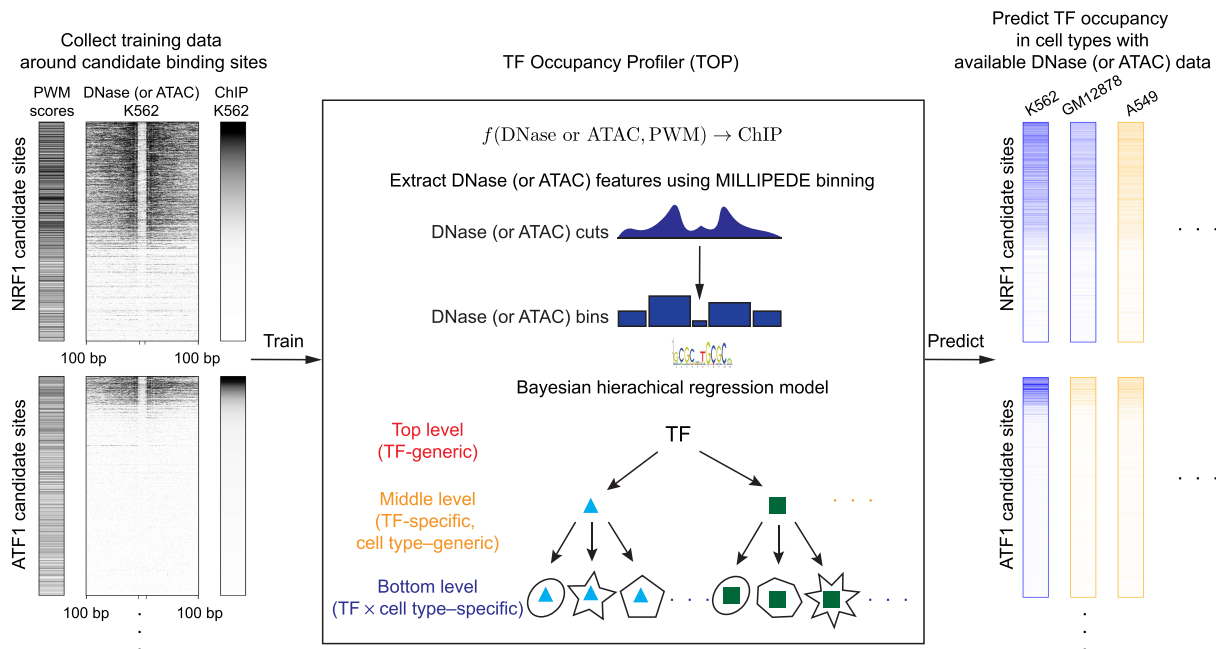 Collect training data
around candidate binding sites
PWM
scores
DNase (or ATAC)
K562
ChIP
K562
NRF1 candidate sites
100 bp
100 bp
ATF1 candidate sites
100 bp
100 bp
Train
TF Occupancy Profiler (TOP)
f(DNase or ATAC, PWM) → ChIP
Extract DNase (or ATAC) features using MILLIPEDE binning
DNase (or ATAC) cuts
DNase (or ATAC) bins
Bayesian hierachical regression model
Top level
(TF-generic)
TF
Middle level
(TF-specific,
cell type–generic)
. . .
Bottom level
(TF × cell type–specific)
. . .
. . . .
Predict
Predict TF occupancy
in cell types with
available DNase (or ATAC) data
K562
GM12878
A549
NRF1 candidate sites
. . .
ATF1 candidate sites
. . .